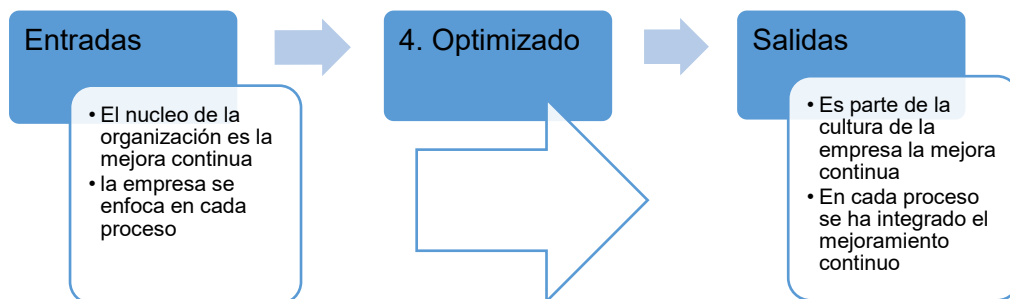 Entradas
• El nucleo de la
organización es la
mejora continua
• la empresa se
enfoca en cada
proceso
4. Optimizado
Salidas
• Es parte de la
cultura de la
empresa la mejora
continua
• En cada proceso
se ha integrado el
mejoramiento
continuo